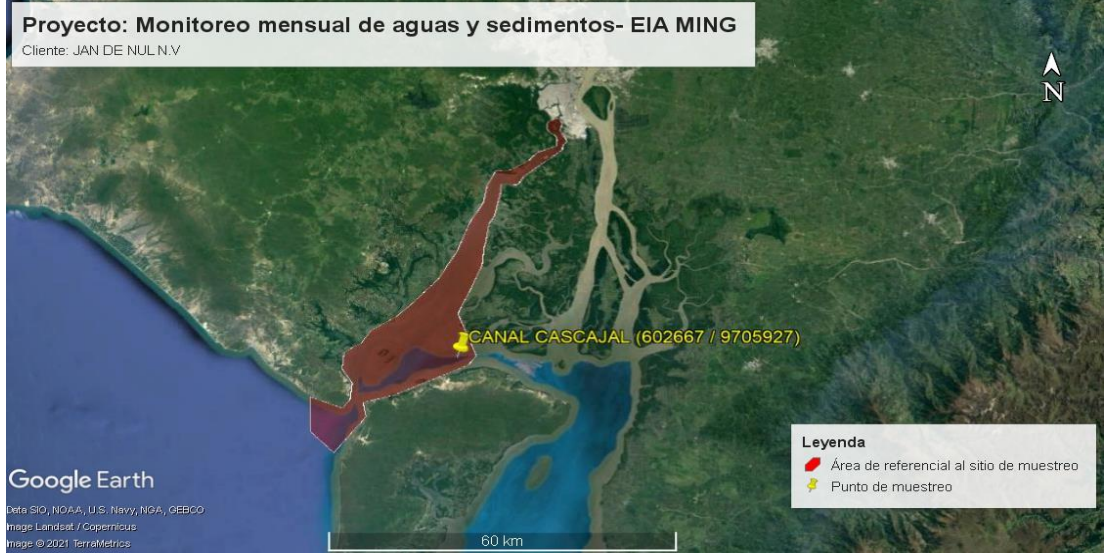 Proyecto: Monitoreo mensual de aguas y sedimentos- EIA MING
Cliente: JAN DE NUL N.V
N
CANAL CASCAJAL (602667 / 9705927)
Leyenda
Área de referencial al sitio de muestreo
Punto de muestreo
Google Earth
Data SIO, NOAA, U.S. Navy, NGA, GEBCO
Image Landsat / Copernicus
Image © 2021 TerraMetrics
60 km